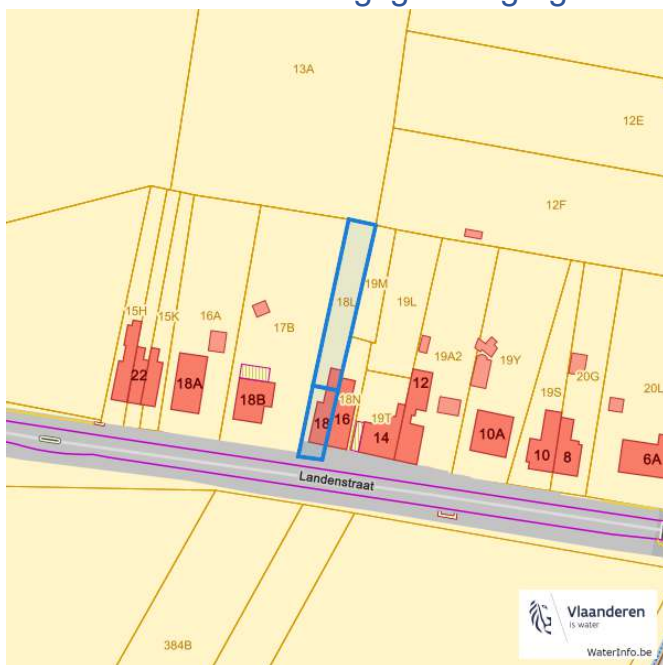 13A
12E
12F
15H
15K
16A
17B
18L
19M
19L
19A2
19Y
19S
20G
20L
22
18A
18B
18
16
18N
19T
14
12
10A
10
8
6A
Landenstraat
384B
Vlaanderen
is water
WaterInfo.be